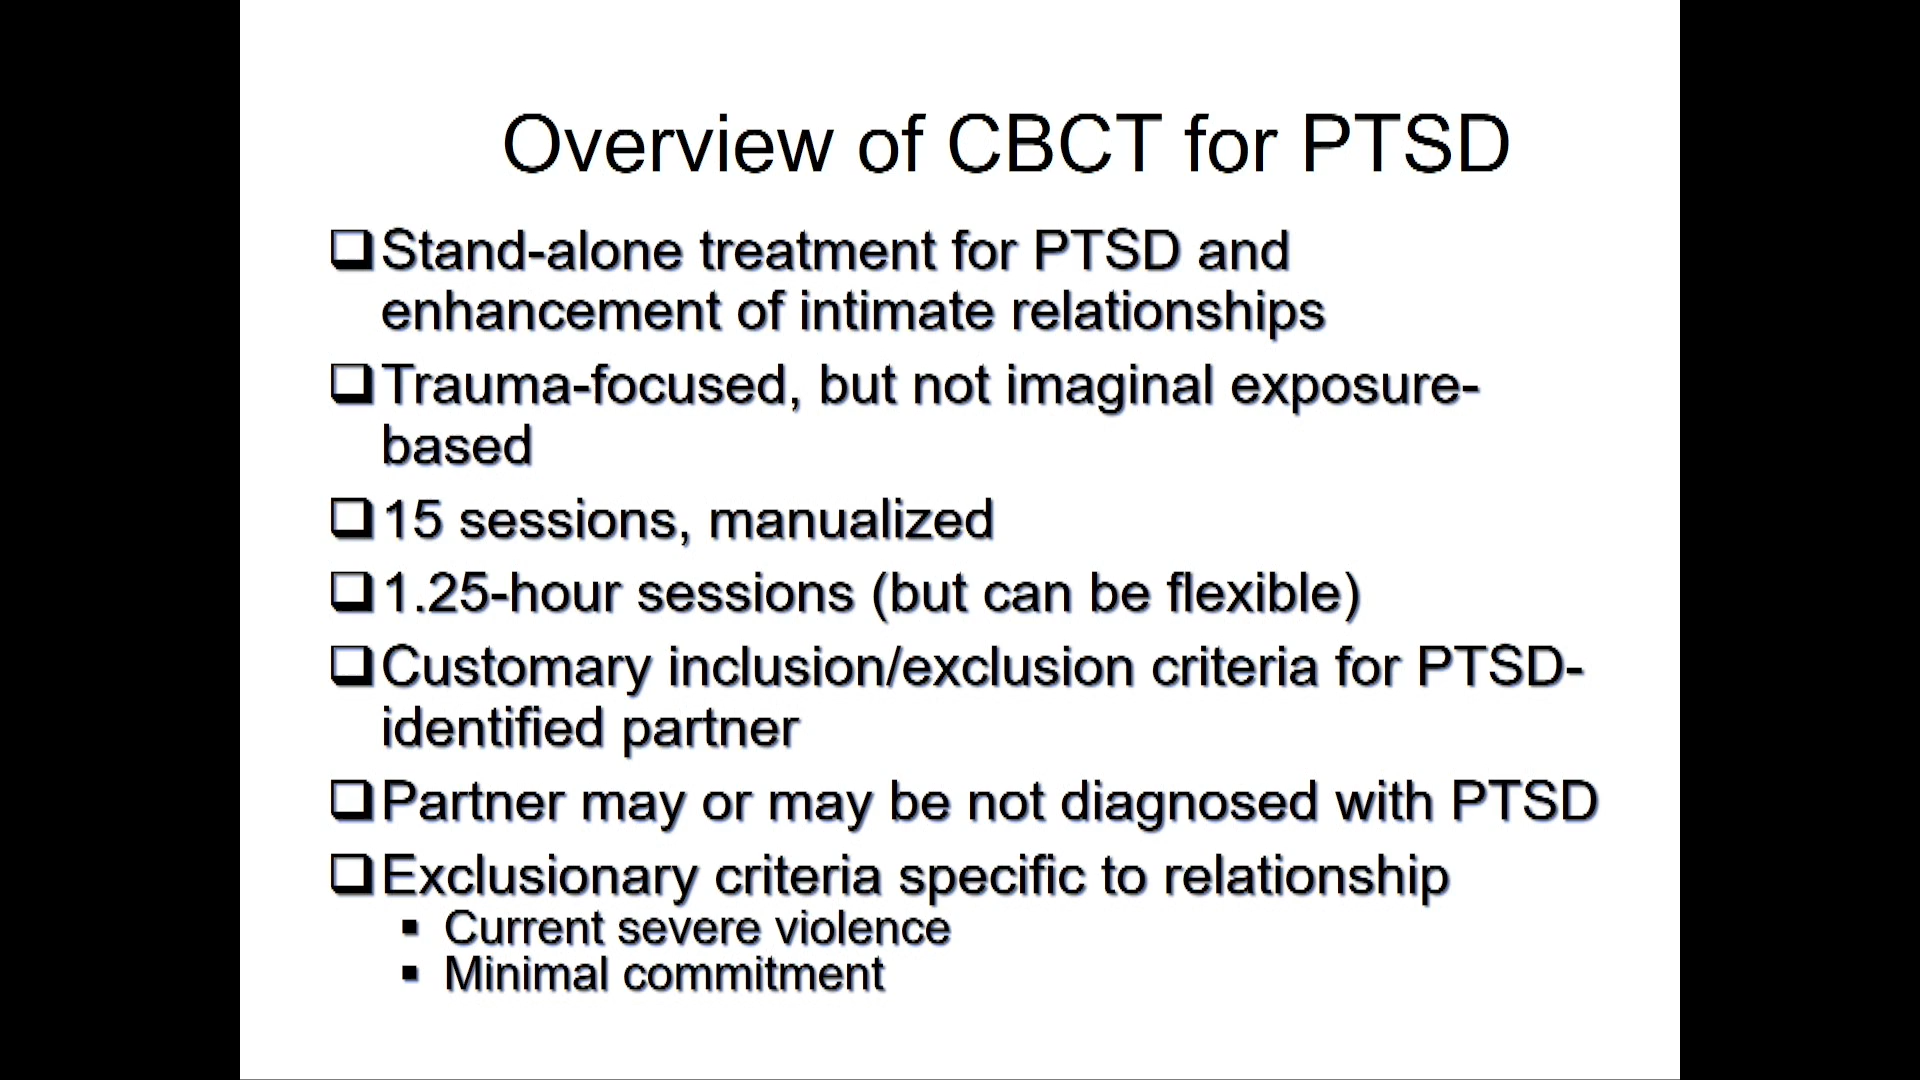 Overview of CBCT for PTSD
❑Stand-alone treatment for PTSD and
enhancement of intimate relationships
❑Trauma-focused, but not imaginal exposure-
based
❑15 sessions, manualized
❑1.25-hour sessions (but can be flexible)
❑Customary inclusion/exclusion criteria for PTSD-
identified partner
❑Partner may or may be not diagnosed with PTSD
❑Exclusionary criteria specific to relationship
▪ Current severe violence
▪ Minimal commitment